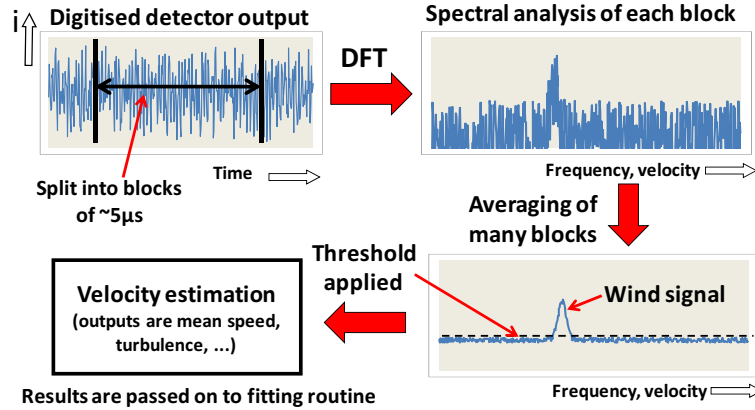 Digitised detector output
i
Time
Split into blocks
of ~5µs
DFT
Spectral analysis of each block
Frequency, velocity
Averaging of
many blocks
Threshold
applied
Wind signal
Frequency, velocity
Velocity estimation
(outputs are mean speed,
turbulence, ...)
Results are passed on to fitting routine